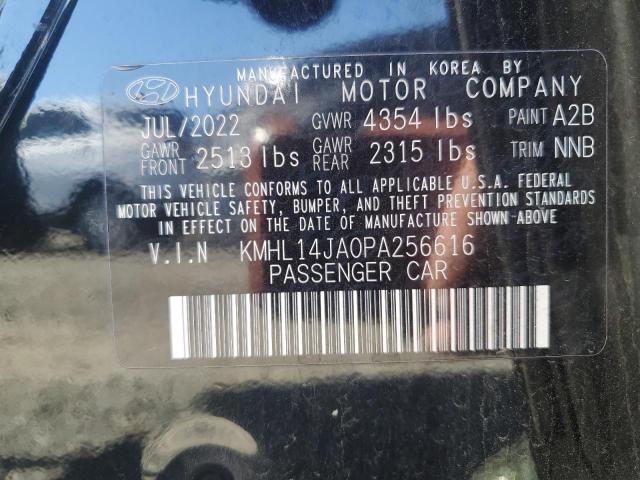 MANUFACTURED IN KOREA BY
HYUNDAI MOTOR COMPANY
JUL/2022 GVWR 4354 lbs PAINT A2B
GAWR FRONT 2513 lbs GAWR REAR 2315 lbs TRIM NNB
THIS VEHICLE CONFORMS TO ALL APPLICABLE U.S.A. FEDERAL
MOTOR VEHICLE SAFETY, BUMPER, AND THEFT PREVENTION STANDARDS
IN EFFECT ON THE DATE OF MANUFACTURE SHOWN ABOVE
V.I.N KMHL14JA0PA256616
PASSENGER CAR